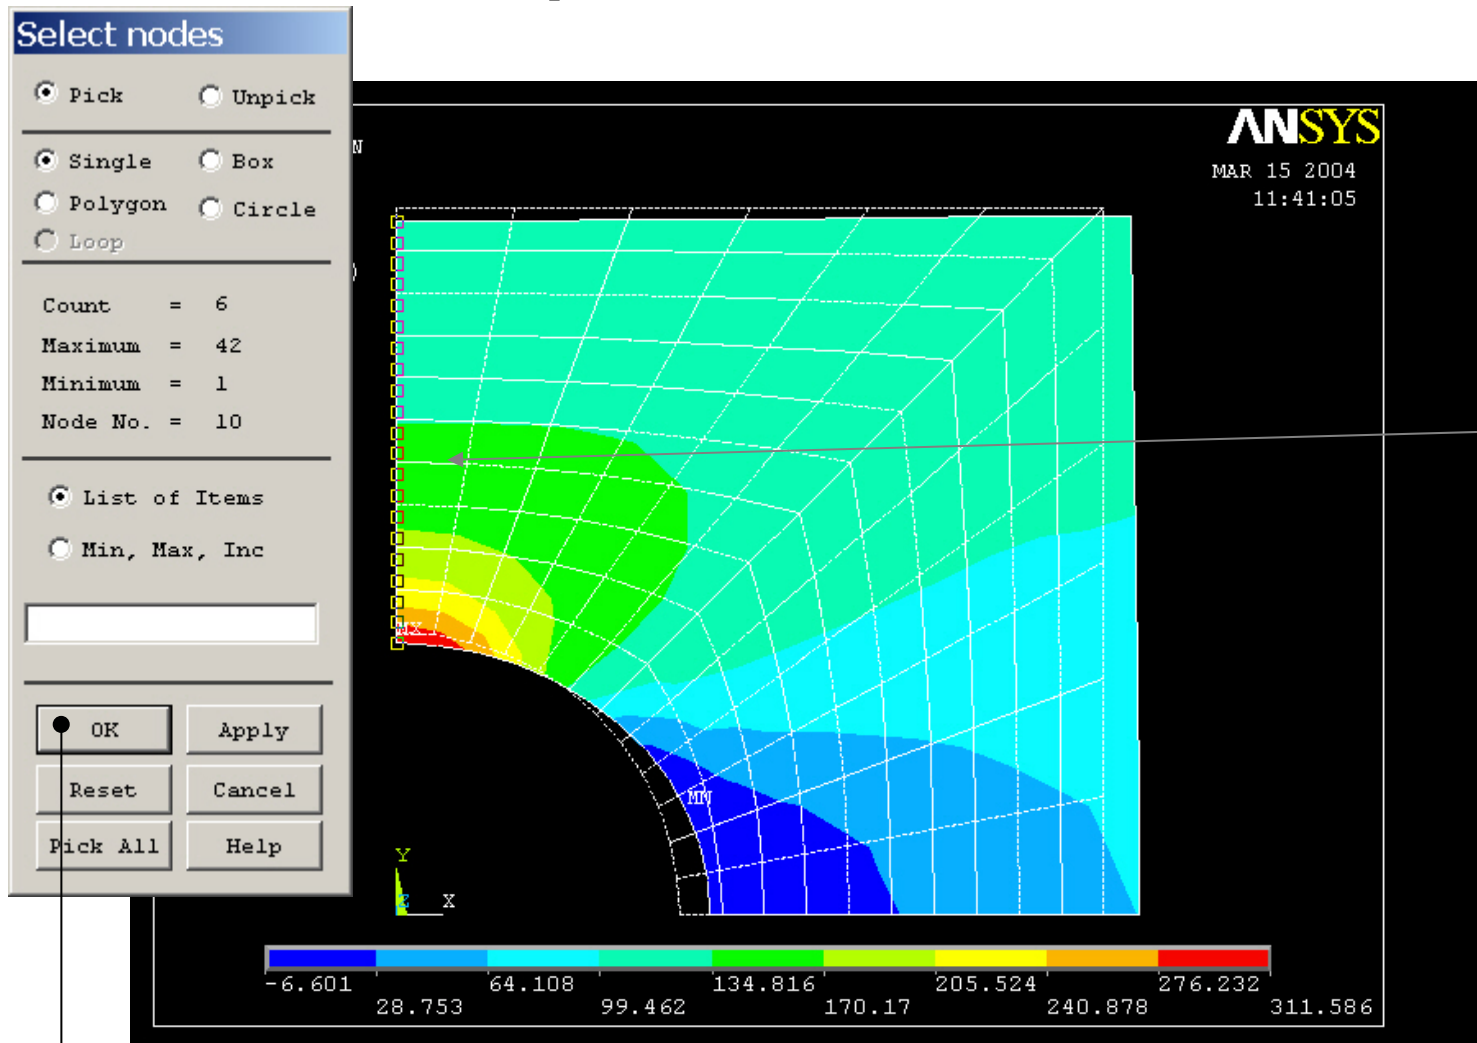 Select nodes
Pick Unpick
Single Box
Polygon Circle
Loop
Count = 6
Maximum = 42
Minimum = 1
Node No. = 10
List of Items
Min, Max, Inc
OK Apply
Reset Cancel
Pick All Help
N
ANSYS
MAR 15 2004
11:41:05
MX
MN
Y
Z X
-6.601 64.108 134.816 205.524 276.232
28.753 99.462 170.17 240.878 311.586